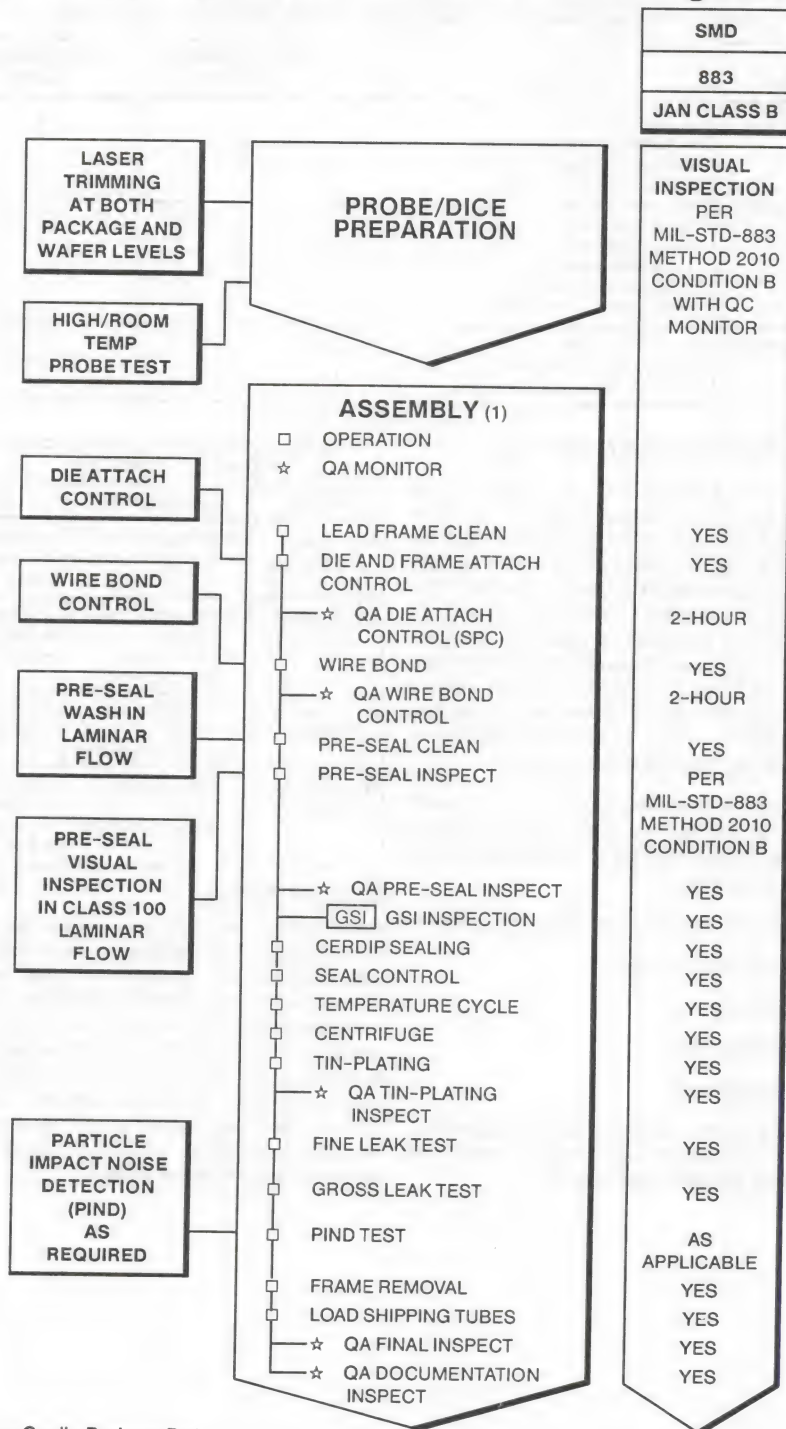 SMD
883
JAN CLASS B
LASER
TRIMMING
AT BOTH
PACKAGE AND
WAFER LEVELS
HIGH/ROOM
TEMP
PROBE TEST
PROBE/DICE
PREPARATION
VISUAL
INSPECTION
PER
MIL-STD-883
METHOD 2010
CONDITION B
WITH QC
MONITOR
DIE ATTACH
CONTROL
WIRE BOND
CONTROL
PRE-SEAL
WASH IN
LAMINAR
FLOW
PRE-SEAL
VISUAL
INSPECTION
IN CLASS 100
LAMINAR
FLOW
PARTICLE
IMPACT NOISE
DETECTION
(PIND)
AS
REQUIRED
ASSEMBLY (1)
□ OPERATION
☆ QA MONITOR
LEAD FRAME CLEAN YES
DIE AND FRAME ATTACH YES
CONTROL
☆ QA DIE ATTACH 2-HOUR
CONTROL (SPC)
WIRE BOND YES
☆ QA WIRE BOND 2-HOUR
CONTROL
PRE-SEAL CLEAN YES
PRE-SEAL INSPECT PER
MIL-STD-883
METHOD 2010
CONDITION B
☆ QA PRE-SEAL INSPECT YES
GSI GSI INSPECTION YES
CERDIP SEALING YES
SEAL CONTROL YES
TEMPERATURE CYCLE YES
CENTRIFUGE YES
TIN-PLATING YES
☆ QA TIN-PLATING YES
INSPECT
FINE LEAK TEST YES
GROSS LEAK TEST YES
PIND TEST AS
APPLICABLE
FRAME REMOVAL YES
LOAD SHIPPING TUBES YES
☆ QA FINAL INSPECT YES
☆ QA DOCUMENTATION YES
INSPECT